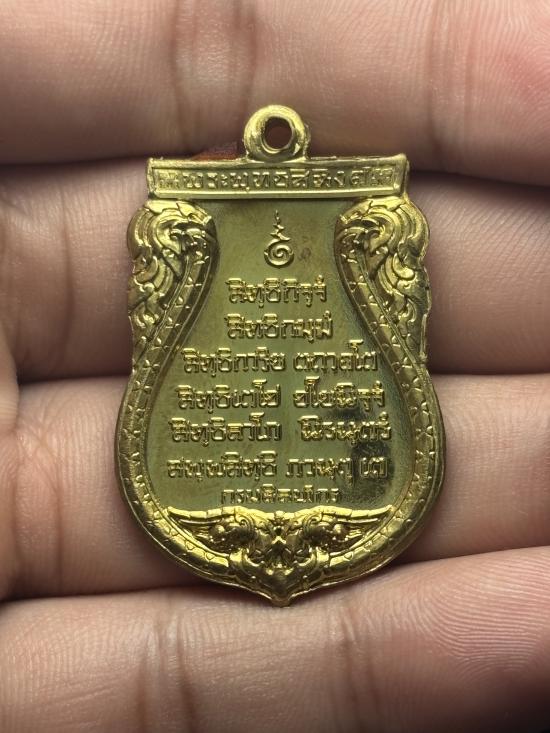 พระพุทธสิหิงค์
สิทฺธิกิจฺจํ
สิทฺธิกมฺมํ
สิทฺธิการิย ตถาคโต
สิทฺธิเตโช ชโยนิจฺจํ
สิทฺธิลาโภ นิรนฺตรํ
สพฺพสิทฺธิ ภวนฺตุ เต
กรมศิลปากร